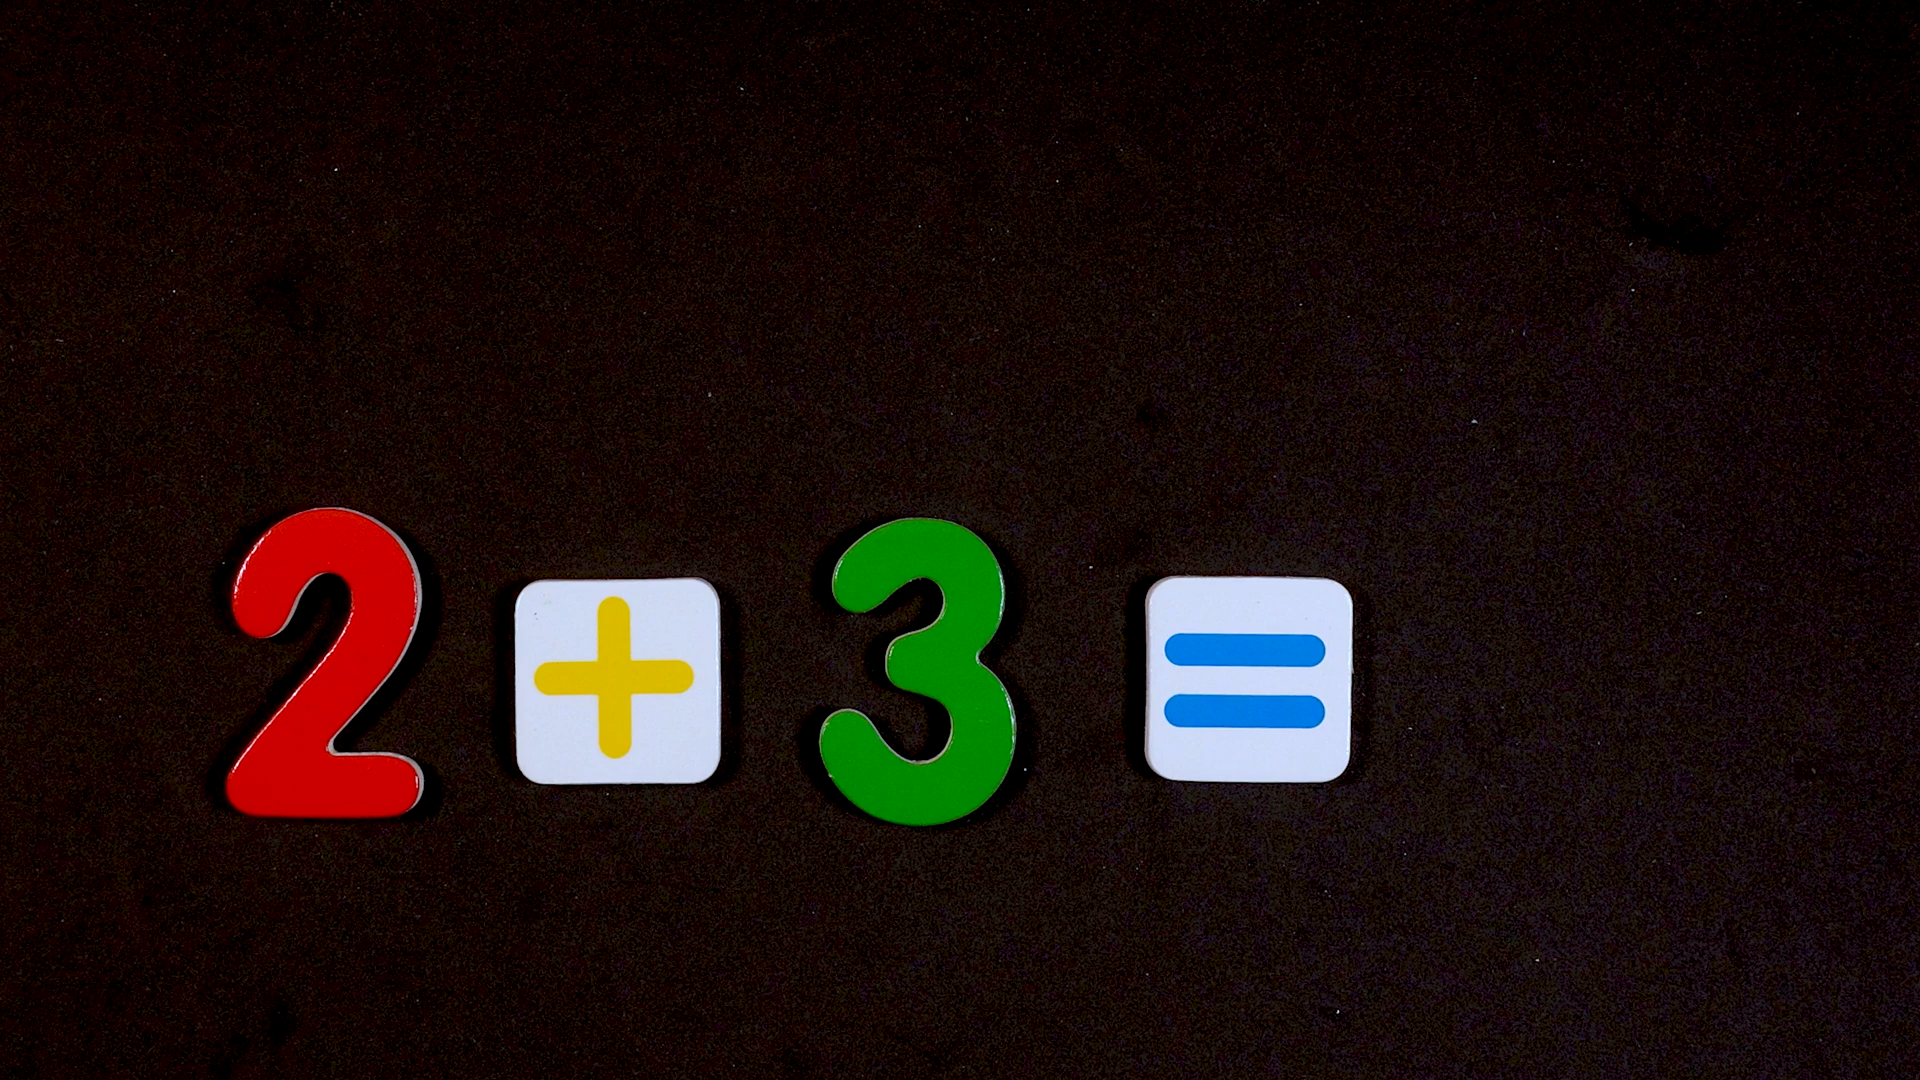 2 + 3 =